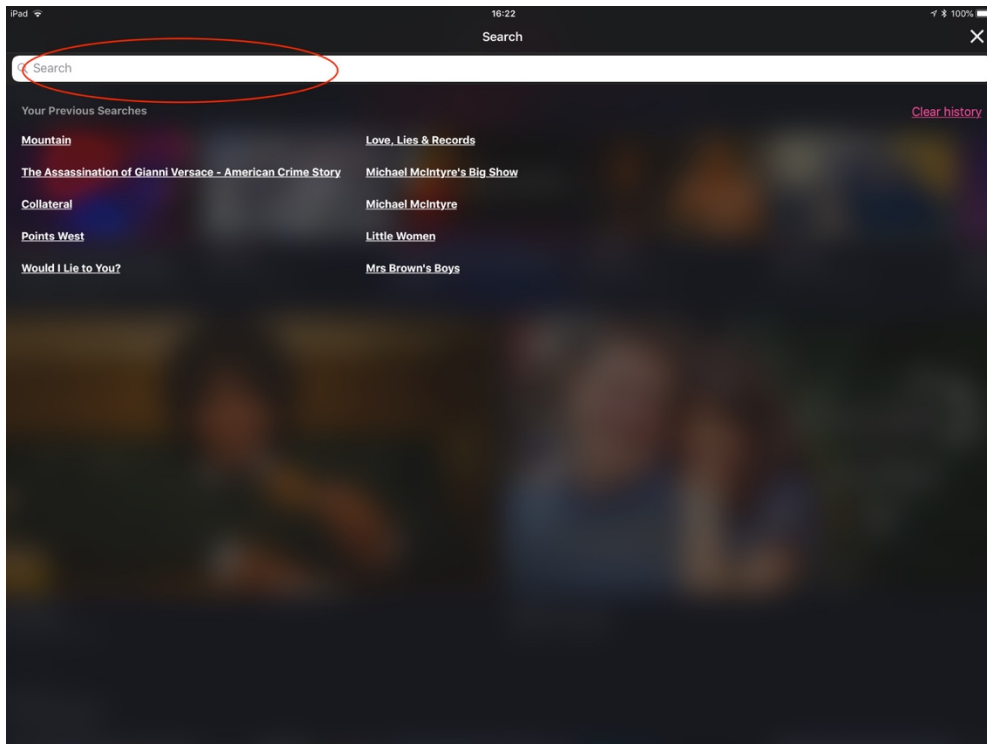 iPad 16:22 100%
Search
Search
Your Previous Searches Clear history
Mountain Love, Lies & Records
The Assassination of Gianni Versace - American Crime Story Michael McIntyre's Big Show
Collateral Michael McIntyre
Points West Little Women
Would I Lie to You? Mrs Brown's Boys